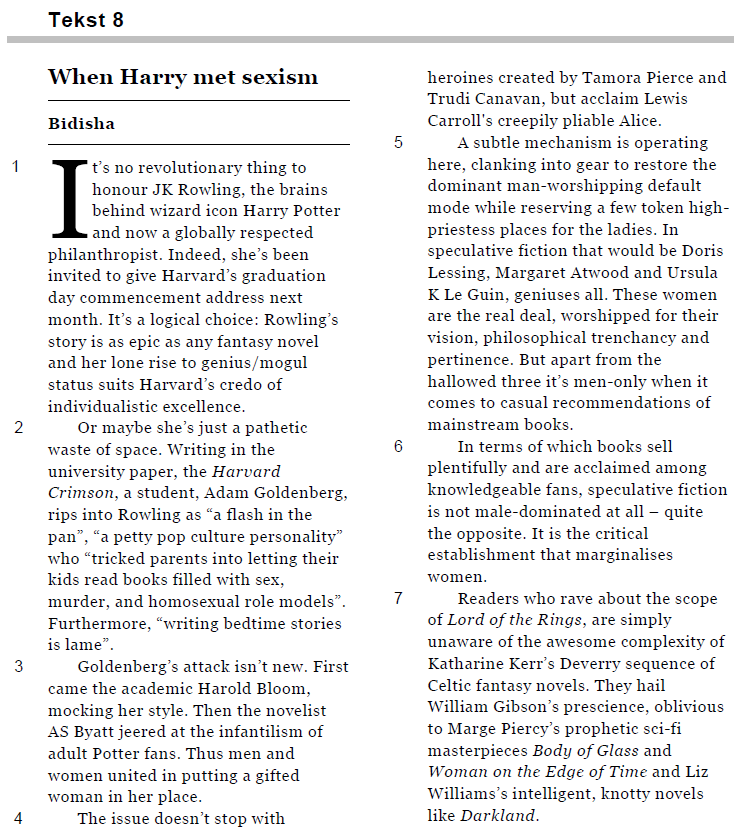 Tekst 8
When Harry met sexism
Bidisha
1 It's no revolutionary thing to
honour JK Rowling, the brains
behind wizard icon Harry Potter
and now a globally respected
philanthropist. Indeed, she's been
invited to give Harvard's graduation
day commencement address next
month. It's a logical choice: Rowling's
story is as epic as any fantasy novel
and her lone rise to genius/mogul
status suits Harvard's credo of
individualistic excellence.
2 Or maybe she's just a pathetic
waste of space. Writing in the
university paper, the Harvard
Crimson, a student, Adam Goldenberg,
rips into Rowling as “a flash in the
pan”, “a petty pop culture personality”
who “tricked parents into letting their
kids read books filled with sex,
murder, and homosexual role models”.
Furthermore, “writing bedtime stories
is lame”.
3 Goldenberg's attack isn't new. First
came the academic Harold Bloom,
mocking her style. Then the novelist
AS Byatt jeered at the infantilism of
adult Potter fans. Thus men and
women united in putting a gifted
woman in her place.
4 The issue doesn't stop with
heroines created by Tamora Pierce and
Trudi Canavan, but acclaim Lewis
Carroll's creepily pliable Alice.
5 A subtle mechanism is operating
here, clanking into gear to restore the
dominant man-worshipping default
mode while reserving a few token high-
priestess places for the ladies. In
speculative fiction that would be Doris
Lessing, Margaret Atwood and Ursula
K Le Guin, geniuses all. These women
are the real deal, worshipped for their
vision, philosophical trenchancy and
pertinence. But apart from the
hallowed three it's men-only when it
comes to casual recommendations of
mainstream books.
6 In terms of which books sell
plentifully and are acclaimed among
knowledgeable fans, speculative fiction
is not male-dominated at all – quite
the opposite. It is the critical
establishment that marginalises
women.
7 Readers who rave about the scope
of Lord of the Rings, are simply
unaware of the awesome complexity of
Katharine Kerr's Deverry sequence of
Celtic fantasy novels. They hail
William Gibson's prescience, oblivious
to Marge Piercy's prophetic sci-fi
masterpieces Body of Glass and
Woman on the Edge of Time and Liz
Williams's intelligent, knotty novels
like Darkland.